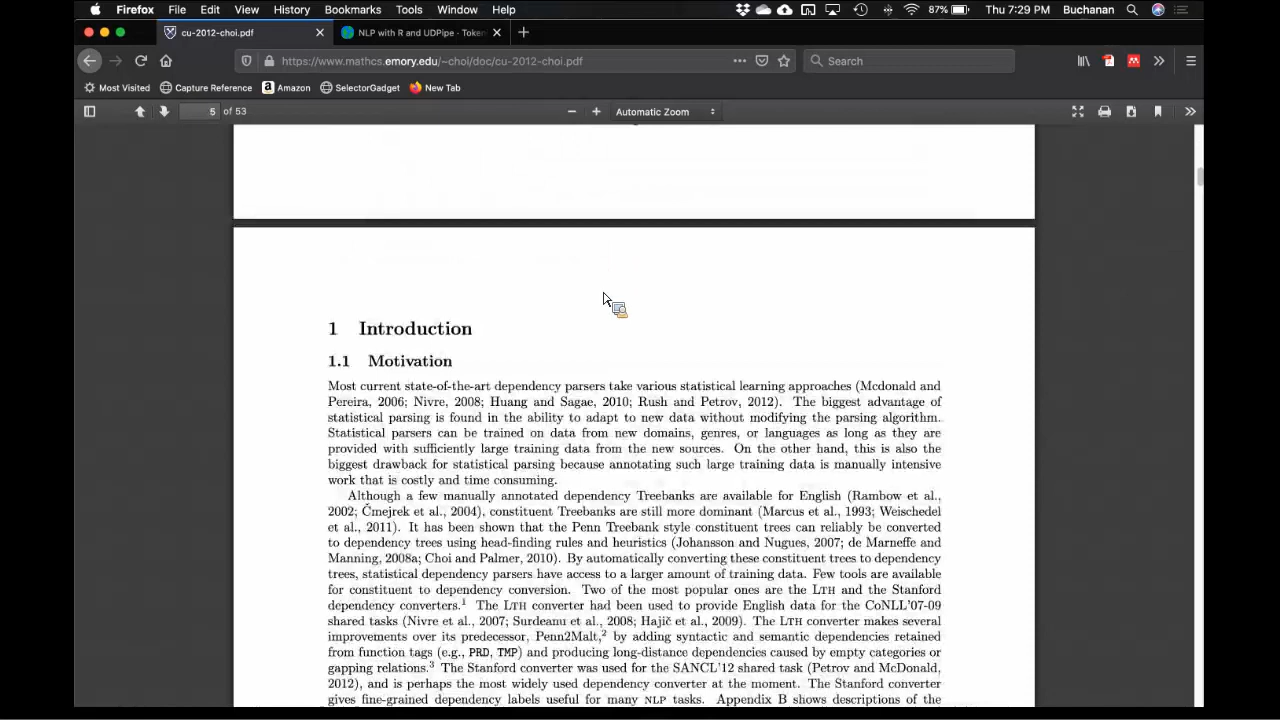 Firefox File Edit View History Bookmarks Tools Window Help 87% Thu 7:29 PM Buchanan
cu-2012-choi.pdf NLP with R and UDPipe - Token
https://www.mathcs.emory.edu/~choi/doc/cu-2012-choi.pdf Search
Most Visited Capture Reference Amazon SelectorGadget New Tab
5 of 53 Automatic Zoom
1 Introduction
1.1 Motivation
Most current state-of-the-art dependency parsers take various statistical learning approaches (Mcdonald and
Pereira, 2006; Nivre, 2008; Huang and Sagae, 2010; Rush and Petrov, 2012). The biggest advantage of
statistical parsing is found in the ability to adapt to new data without modifying the parsing algorithm.
Statistical parsers can be trained on data from new domains, genres, or languages as long as they are
provided with sufficiently large training data from the new sources. On the other hand, this is also the
biggest drawback for statistical parsing because annotating such large training data is manually intensive
work that is costly and time consuming.
Although a few manually annotated dependency Treebanks are available for English (Rambow et al.,
2002; Čmejrek et al., 2004), constituent Treebanks are still more dominant (Marcus et al., 1993; Weischedel
et al., 2011). It has been shown that the Penn Treebank style constituent trees can reliably be converted
to dependency trees using head-finding rules and heuristics (Johansson and Nugues, 2007; de Marneffe and
Manning, 2008a; Choi and Palmer, 2010). By automatically converting these constituent trees to dependency
trees, statistical dependency parsers have access to a larger amount of training data. Few tools are available
for constituent to dependency conversion. Two of the most popular ones are the LTH and the Stanford
dependency converters.1 The LTH converter had been used to provide English data for the CoNLL'07-09
shared tasks (Nivre et al., 2007; Surdeanu et al., 2008; Hajič et al., 2009). The LTH converter makes several
improvements over its predecessor, Penn2Malt,2 by adding syntactic and semantic dependencies retained
from function tags (e.g., PRD, TMP) and producing long-distance dependencies caused by empty categories or
gapping relations.3 The Stanford converter was used for the SANCL'12 shared task (Petrov and McDonald,
2012), and is perhaps the most widely used dependency converter at the moment. The Stanford converter
gives fine-grained dependency labels useful for many NLP tasks. Appendix B shows descriptions of the